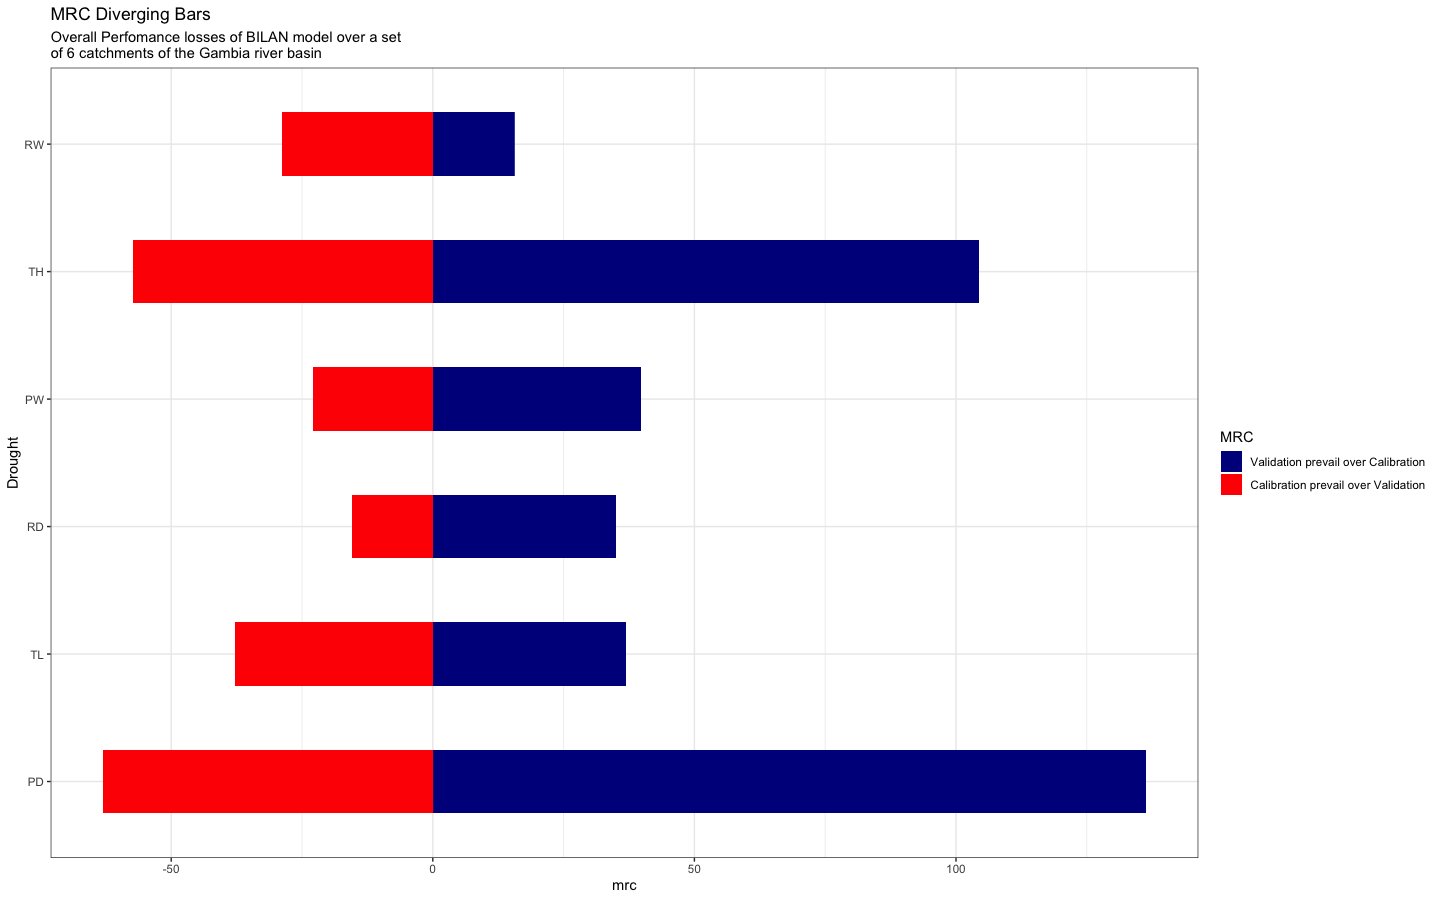 MRC Diverging Bars
Overall Perfomance losses of BILAN model over a set
of 6 catchments of the Gambia river basin
RW
TH
PW
RD
TL
PD
Drought
-50
0
50
100
mrc
MRC
Validation prevail over Calibration
Calibration prevail over Validation